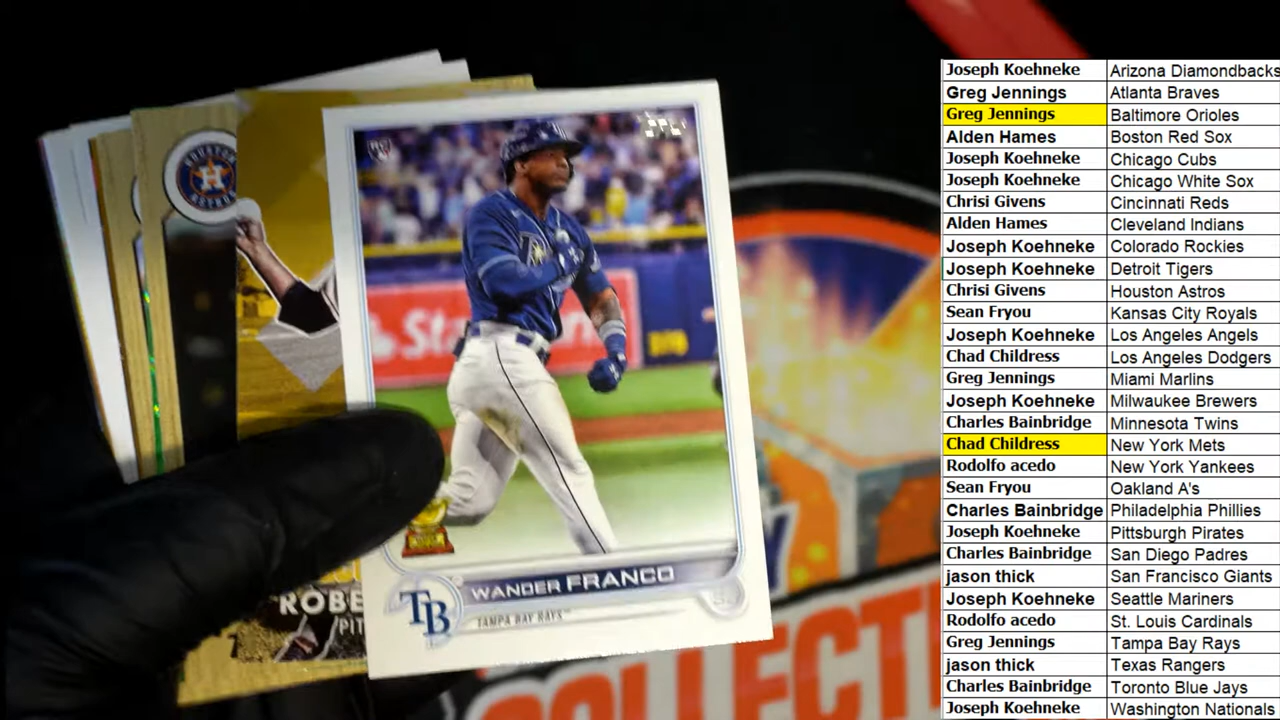 HOUSTON
H
WANDER FRANCO
TB
TAMPA BAY RAYS™
ROBE
PIT
COLLECT
Joseph Koehneke Arizona Diamondbacks
Greg Jennings Atlanta Braves
Greg Jennings Baltimore Orioles
Alden Hames Boston Red Sox
Joseph Koehneke Chicago Cubs
Joseph Koehneke Chicago White Sox
Chrisi Givens Cincinnati Reds
Alden Hames Cleveland Indians
Joseph Koehneke Colorado Rockies
Joseph Koehneke Detroit Tigers
Chrisi Givens Houston Astros
Sean Fryou Kansas City Royals
Joseph Koehneke Los Angeles Angels
Chad Childress Los Angeles Dodgers
Greg Jennings Miami Marlins
Joseph Koehneke Milwaukee Brewers
Charles Bainbridge Minnesota Twins
Chad Childress New York Mets
Rodolfo acedo New York Yankees
Sean Fryou Oakland A's
Charles Bainbridge Philadelphia Phillies
Joseph Koehneke Pittsburgh Pirates
Charles Bainbridge San Diego Padres
jason thick San Francisco Giants
Joseph Koehneke Seattle Mariners
Rodolfo acedo St. Louis Cardinals
Greg Jennings Tampa Bay Rays
jason thick Texas Rangers
Charles Bainbridge Toronto Blue Jays
Joseph Koehneke Washington Nationals